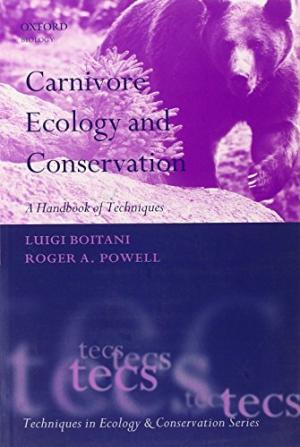 OXFORD
BIOLOGY
Carnivore
Ecology and
Conservation
A Handbook of Techniques
LUIGI BOITANI
ROGER A. POWELL
tecs
tecs
tecs
tecs
tecs
Techniques in Ecology & Conservation Series